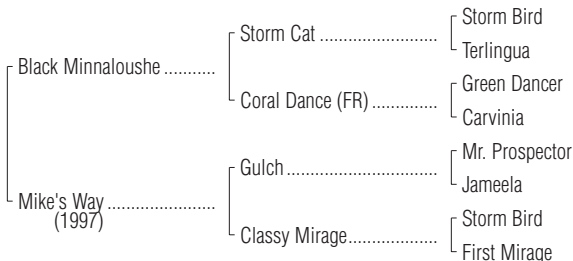 Storm Bird
Storm Cat ......................
Terlingua
Black Minnaloushe ..........
Green Dancer
Coral Dance (FR) ..............
Carvinia
Mr. Prospector
Gulch ................................
Jameela
Mike's Way ......................
(1997)
Storm Bird
Classy Mirage...................
First Mirage